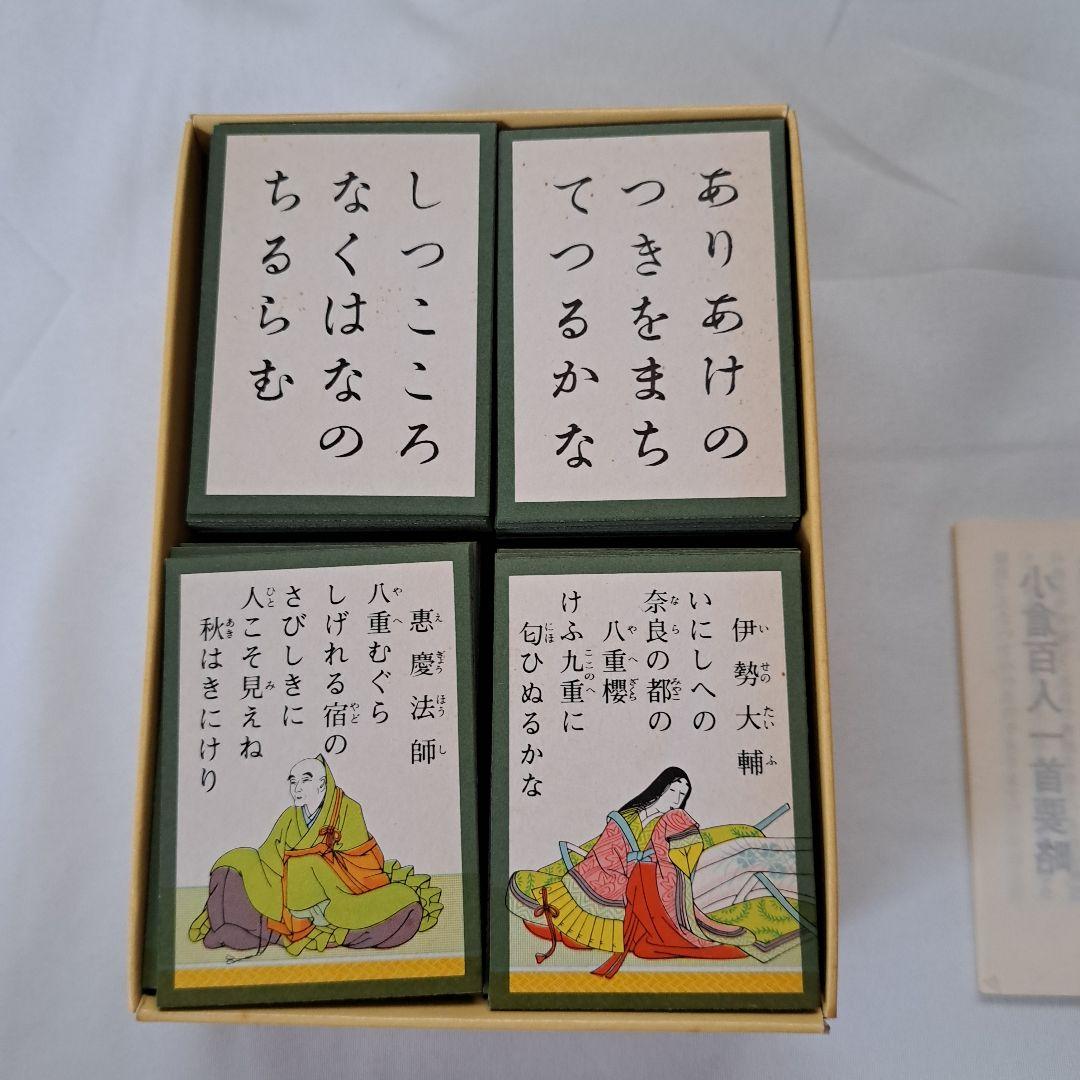 しつこころ
なくはなの
ちるらむ
ありあけの
つきをまち
てつるかな
惠慶法師
八重むぐら
しげれる宿の
さびしきに
人こそ見えね
秋はきにけり
伊勢大輔
いにしへの
奈良の都の
八重櫻
けふ九重に
匂ひぬるかな
小倉百人一首要略